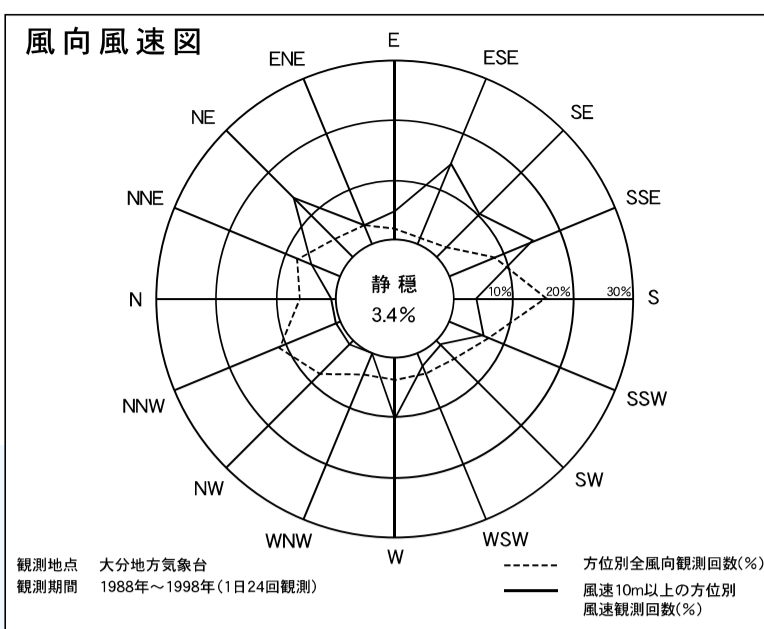 風向風速図
E
ENE
ESE
NE
SE
NNE
SSE
静穏
3.4%
10%
20%
30%
N
S
NNW
SSW
NW
SW
WNW
WSW
W
観測地点 大分地方気象台
観測期間 1988年～1998年(1日24回観測)
方位別全風向観測回数(%)
風速10m以上の方位別
風速観測回数(%)